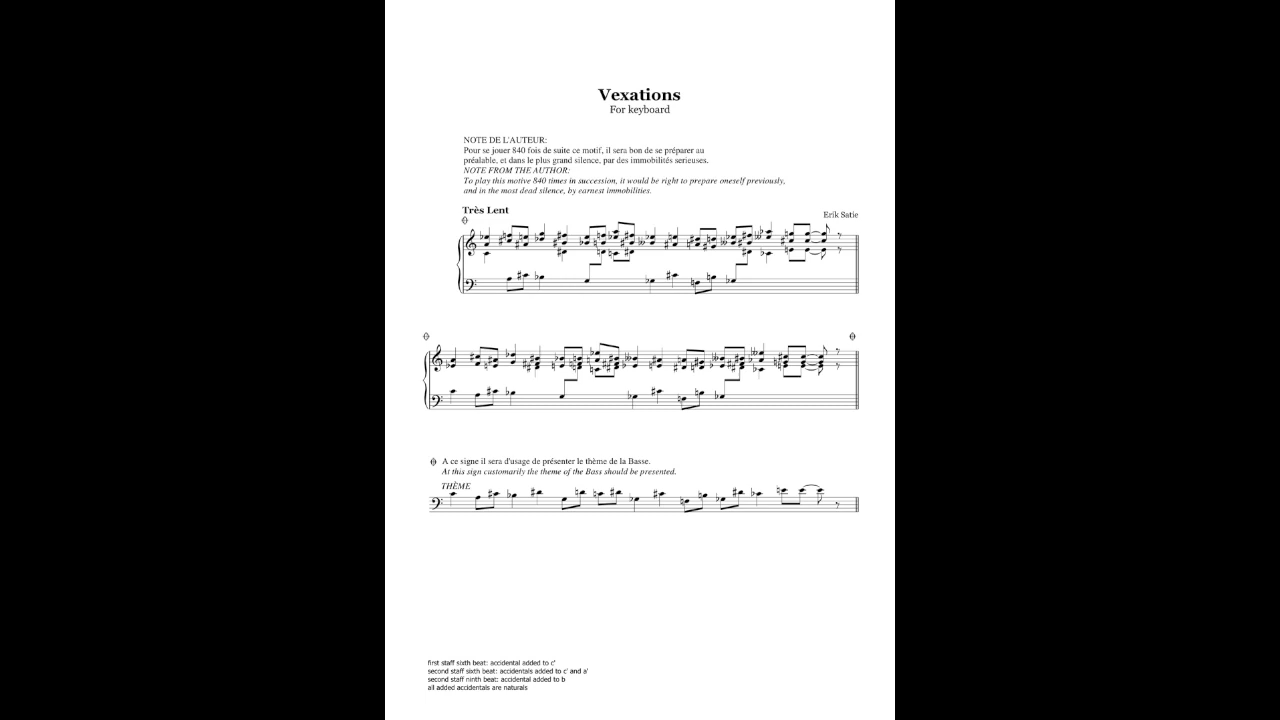 Vexations
For keyboard
NOTE DE L'AUTEUR:
Pour se jouer 840 fois de suite ce motif, il sera bon de se préparer au
préalable, et dans le plus grand silence, par des immobilités serieuses.
NOTE FROM THE AUTHOR:
To play this motive 840 times in succession, it would be right to prepare oneself previously,
and in the most dead silence, by earnest immobilities.
Très Lent
Erik Satie
A ce signe il sera d'usage de présenter le thème de la Basse.
At this sign customarily the theme of the Bass should be presented.
THÈME
first staff sixth beat: accidental added to c'
second staff sixth beat: accidentals added to c' and a'
second staff ninth beat: accidental added to b
all added accidentals are naturals